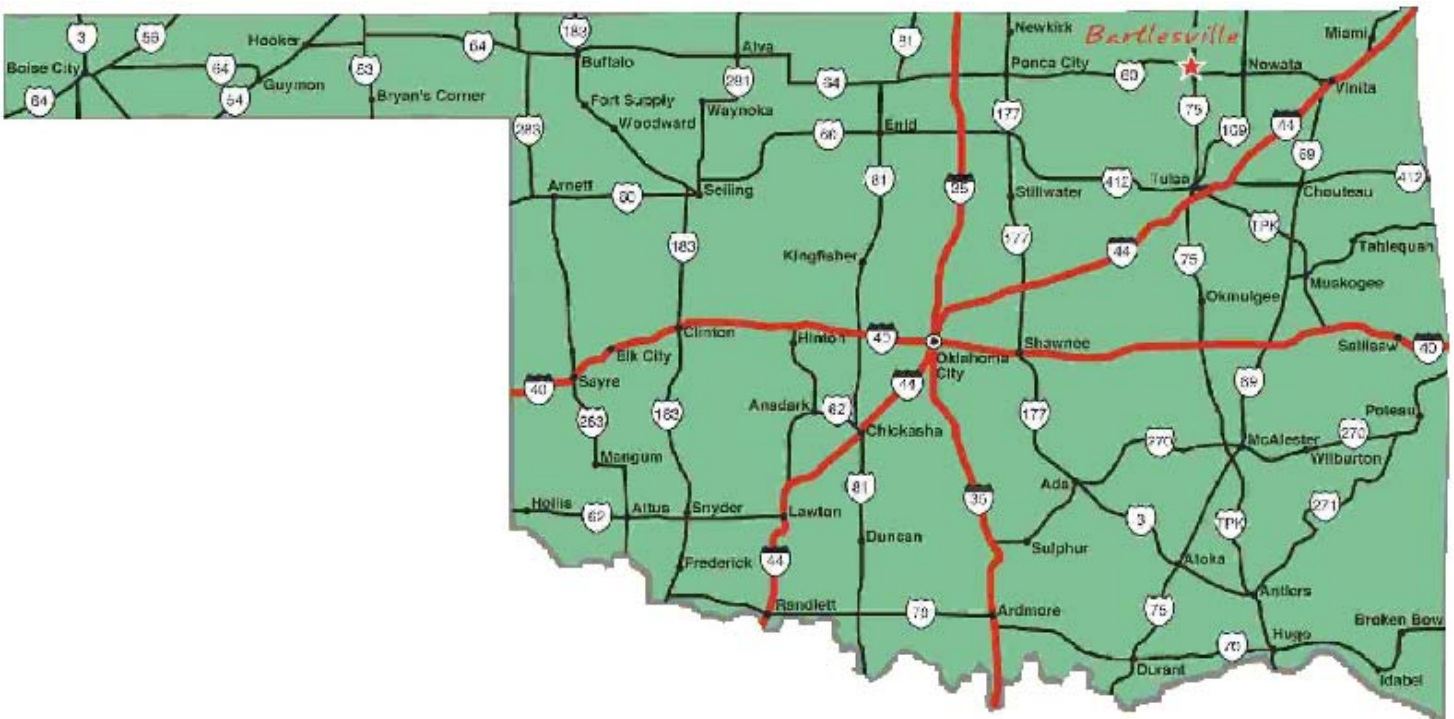 3
56
Hooker
64
183
Buffalo
Alva
81
Newkirk
Bartlesville
Miami
Boise City
64
Guymon
83
281
64
Ponca City
60
Nowata
Vinita
64
54
Bryan's Corner
Fort Supply
Waynoka
177
75
169
44
283
Woodward
66
Enid
69
Arnett
60
Seiling
81
35
Stillwater
412
Tulsa
Chouteau
412
183
Kingfisher
177
44
75
TPK
Tahlequah
Muskogee
Okmulgee
Clinton
Hinton
40
Oklahoma
City
Shawnee
Sallisaw
40
Elk City
Sayre
40
44
69
283
183
Anadark
62
Chickasha
177
Poteau
270
McAlester
270
Wilburton
Mangum
81
35
Ada
Hollis
62
Altus
Snyder
Lawton
3
TPK
271
Duncan
Sulphur
Frederick
44
Atoka
Antlers
Randlett
70
Ardmore
75
Broken Bow
Hugo
70
Durant
Idabel